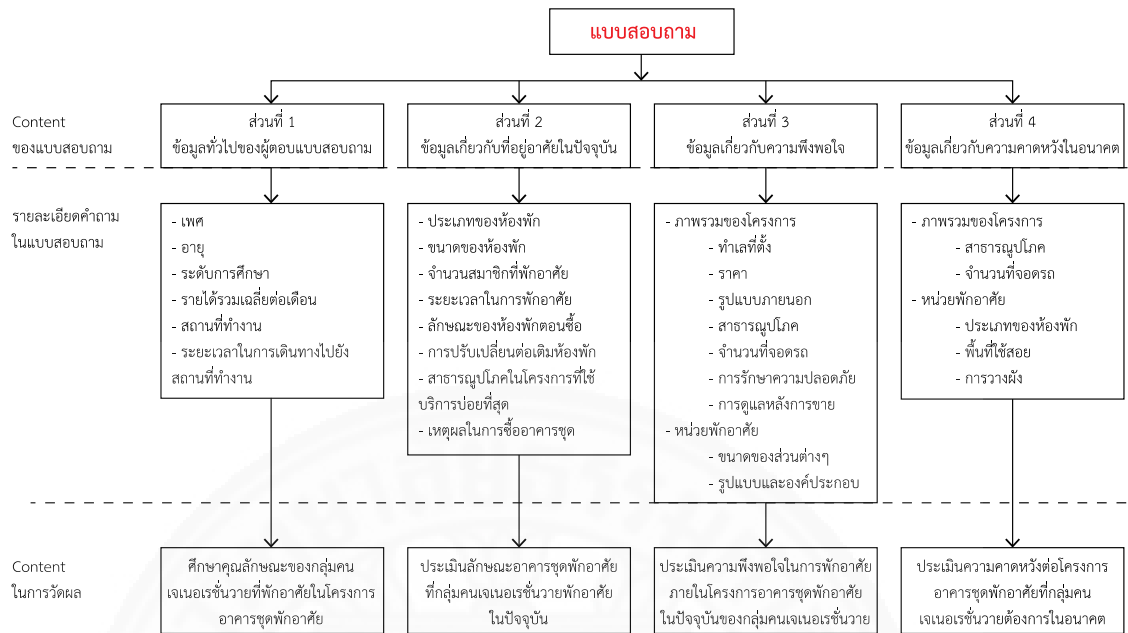 แบบสอบถาม
Content
ของแบบสอบถาม
ส่วนที่ 1
ข้อมูลทั่วไปของผู้ตอบแบบสอบถาม
ส่วนที่ 2
ข้อมูลเกี่ยวกับที่อยู่อาศัยในปัจจุบัน
ส่วนที่ 3
ข้อมูลเกี่ยวกับความพึงพอใจ
ส่วนที่ 4
ข้อมูลเกี่ยวกับความคาดหวังในอนาคต
รายละเอียดคำถาม
ในแบบสอบถาม
- เพศ
- อายุ
- ระดับการศึกษา
- รายได้รวมเฉลี่ยต่อเดือน
- สถานที่ทำงาน
- ระยะเวลาในการเดินทางไปยัง
สถานที่ทำงาน
- ประเภทของห้องพัก
- ขนาดของห้องพัก
- จำนวนสมาชิกที่พักอาศัย
- ระยะเวลาในการพักอาศัย
- ลักษณะของห้องพักตอนซื้อ
- การปรับเปลี่ยนต่อเติมห้องพัก
- สาธารณูปโภคในโครงการที่ใช้
บริการบ่อยที่สุด
- เหตุผลในการซื้ออาคารชุด
- ภาพรวมของโครงการ
- ทำเลที่ตั้ง
- ราคา
- รูปแบบภายนอก
- สาธารณูปโภค
- จำนวนที่จอดรถ
- การรักษาความปลอดภัย
- การดูแลหลังการขาย
- หน่วยพักอาศัย
- ขนาดของส่วนต่างๆ
- รูปแบบและองค์ประกอบ
- ภาพรวมของโครงการ
- สาธารณูปโภค
- จำนวนที่จอดรถ
- หน่วยพักอาศัย
- ประเภทของห้องพัก
- พื้นที่ใช้สอย
- การวางผัง
Content
ในการวัดผล
ศึกษาคุณลักษณะของกลุ่มคน
เจเนอเรชั่นวายที่พักอาศัยในโครงการ
อาคารชุดพักอาศัย
ประเมินลักษณะอาคารชุดพักอาศัย
ที่กลุ่มคนเจเนอเรชั่นวายพักอาศัย
ในปัจจุบัน
ประเมินความพึงพอใจในการพักอาศัย
ภายในโครงการอาคารชุดพักอาศัย
ในปัจจุบันของกลุ่มคนเจเนอเรชั่นวาย
ประเมินความคาดหวังต่อโครงการ
อาคารชุดพักอาศัยที่กลุ่มคน
เจเนอเรชั่นวายต้องการในอนาคต